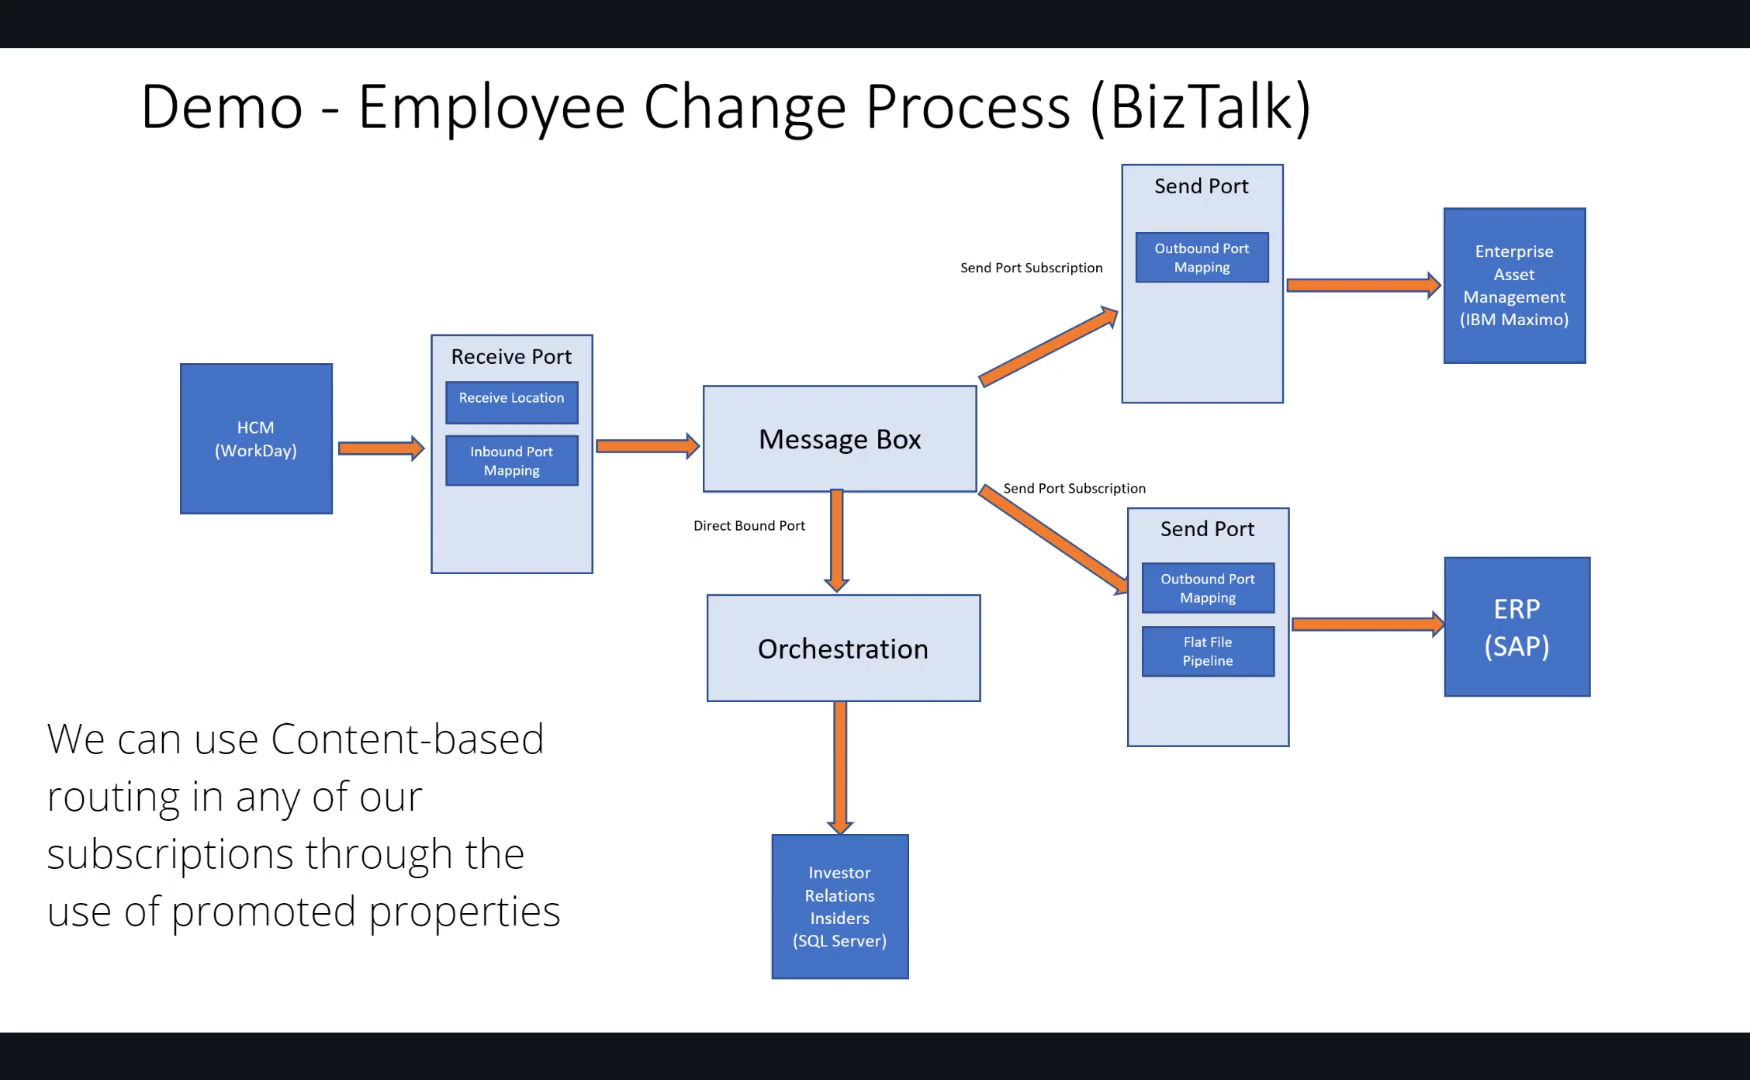 Demo - Employee Change Process (BizTalk)
Send Port
Outbound Port
Mapping
Enterprise
Asset
Management
(IBM Maximo)
Send Port Subscription
Receive Port
Receive Location
Inbound Port
Mapping
HCM
(WorkDay)
Message Box
Send Port Subscription
Direct Bound Port
Send Port
Outbound Port
Mapping
Flat File
Pipeline
ERP
(SAP)
Orchestration
We can use Content-based
routing in any of our
subscriptions through the
use of promoted properties
Investor
Relations
Insiders
(SQL Server)